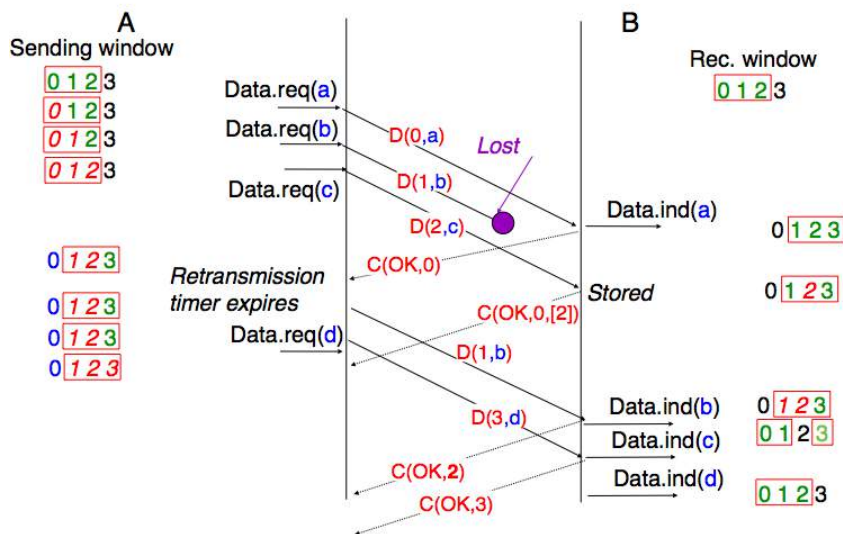 A
B
Sending window
Rec. window
0 1 2 3
0 1 2 3
0 1 2 3
0 1 2 3
0 1 2 3
Data.req(a)
Data.req(b)
Data.req(c)
D(0,a)
Lost
D(1,b)
D(2,c)
Data.ind(a)
0 1 2 3
C(OK,0)
0 1 2 3
Retransmission
timer expires
Stored
0 1 2 3
C(OK,0,[2])
0 1 2 3
0 1 2 3
0 1 2 3
Data.req(d)
D(1,b)
D(3,d)
Data.ind(b)
0 1 2 3
Data.ind(c)
0 1 2 3
C(OK,2)
Data.ind(d)
0 1 2 3
C(OK,3)